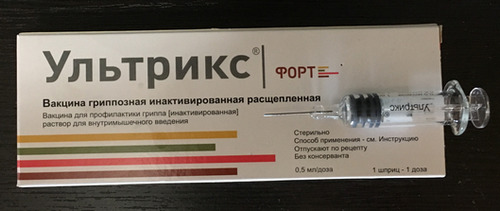 Ультрикс®
ФОРТ
Вакцина гриппозная инактивированная расщепленная
Вакцина для профилактики гриппа [инактивированная]
раствор для внутримышечного введения
Ультрикс
Стерильно
Способ применения - см. Инструкцию
Отпускают по рецепту
Без консерванта
0,5 мл/доза
1 шприц - 1 доза